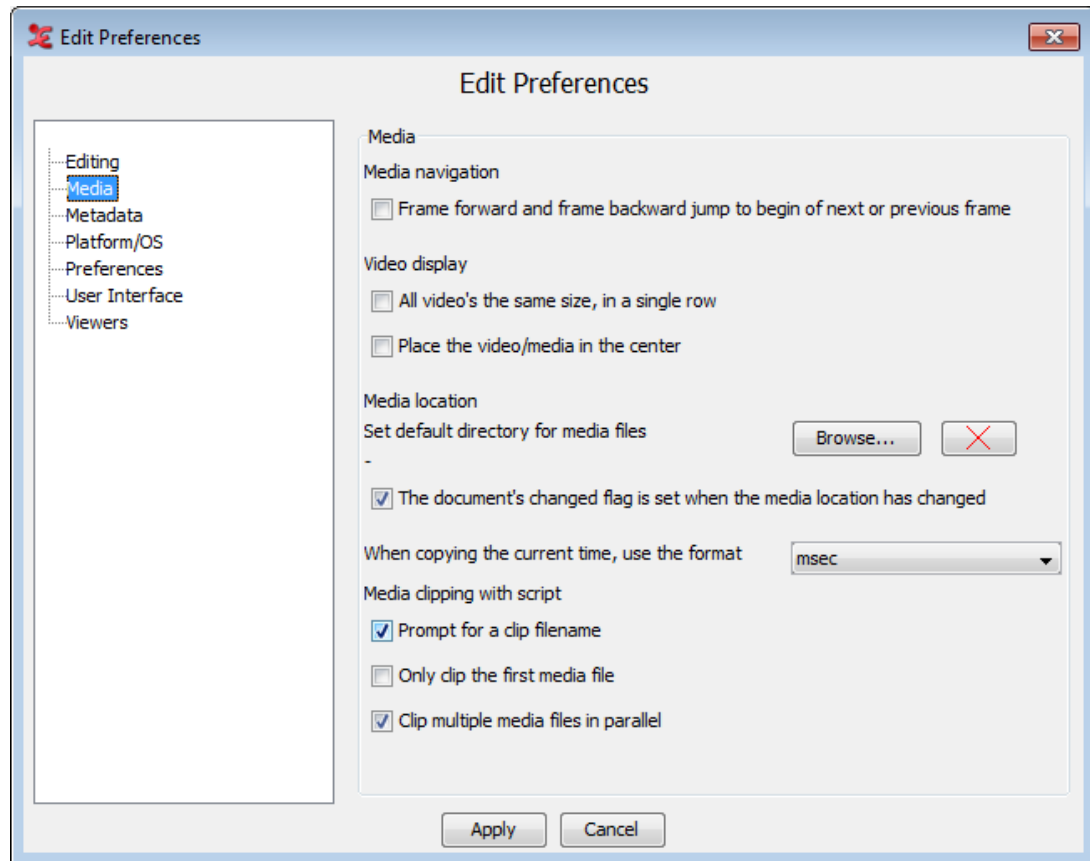 Edit Preferences
Edit Preferences
Editing
Media
Metadata
Platform/OS
Preferences
User Interface
Viewers
Media
Media navigation
Frame forward and frame backward jump to begin of next or previous frame
Video display
All video's the same size, in a single row
Place the video/media in the center
Media location
Set default directory for media files
Browse...
-
The document's changed flag is set when the media location has changed
When copying the current time, use the format
msec
Media clipping with script
Prompt for a clip filename
Only clip the first media file
Clip multiple media files in parallel
Apply
Cancel